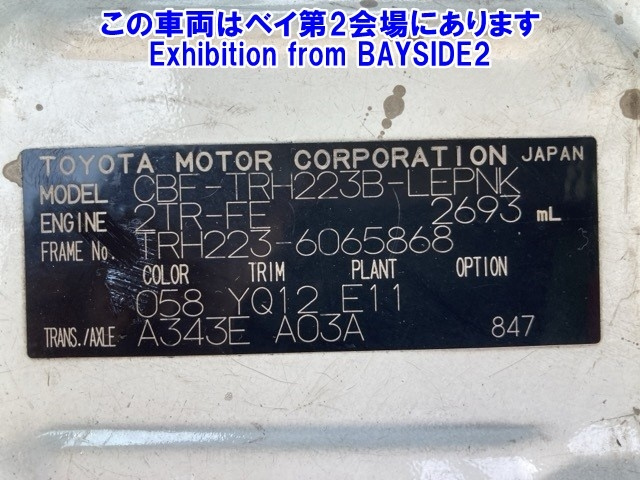 この車両はベイ第2会場にあります
Exhibition from BAYSIDE2
TOYOTA MOTOR CORPORATION JAPAN
MODEL CBF-TRH223B-LEPNK
ENGINE 2TR-FE 2693 mL
FRAME No. TRH223-6065868
COLOR TRIM PLANT OPTION
058 YQ12 E11
TRANS./AXLE A343E A03A 847